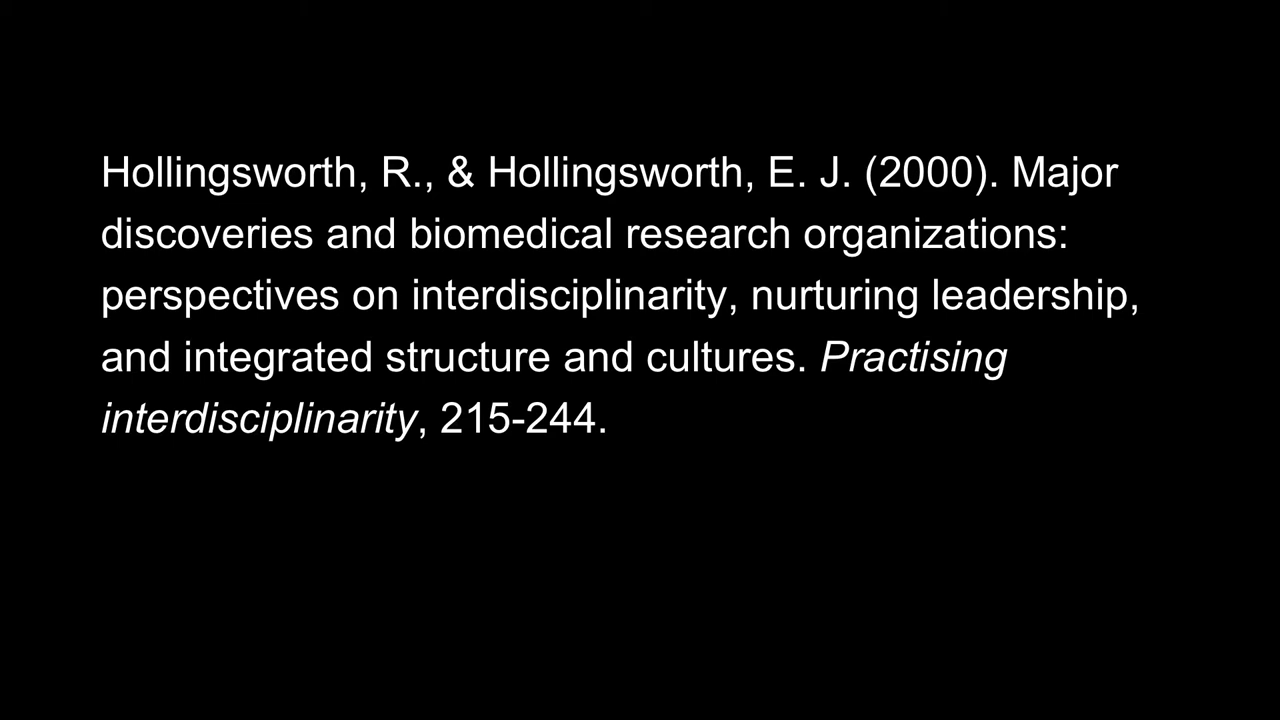 Hollingsworth, R., & Hollingsworth, E. J. (2000). Major
discoveries and biomedical research organizations:
perspectives on interdisciplinarity, nurturing leadership,
and integrated structure and cultures. Practising
interdisciplinarity, 215-244.